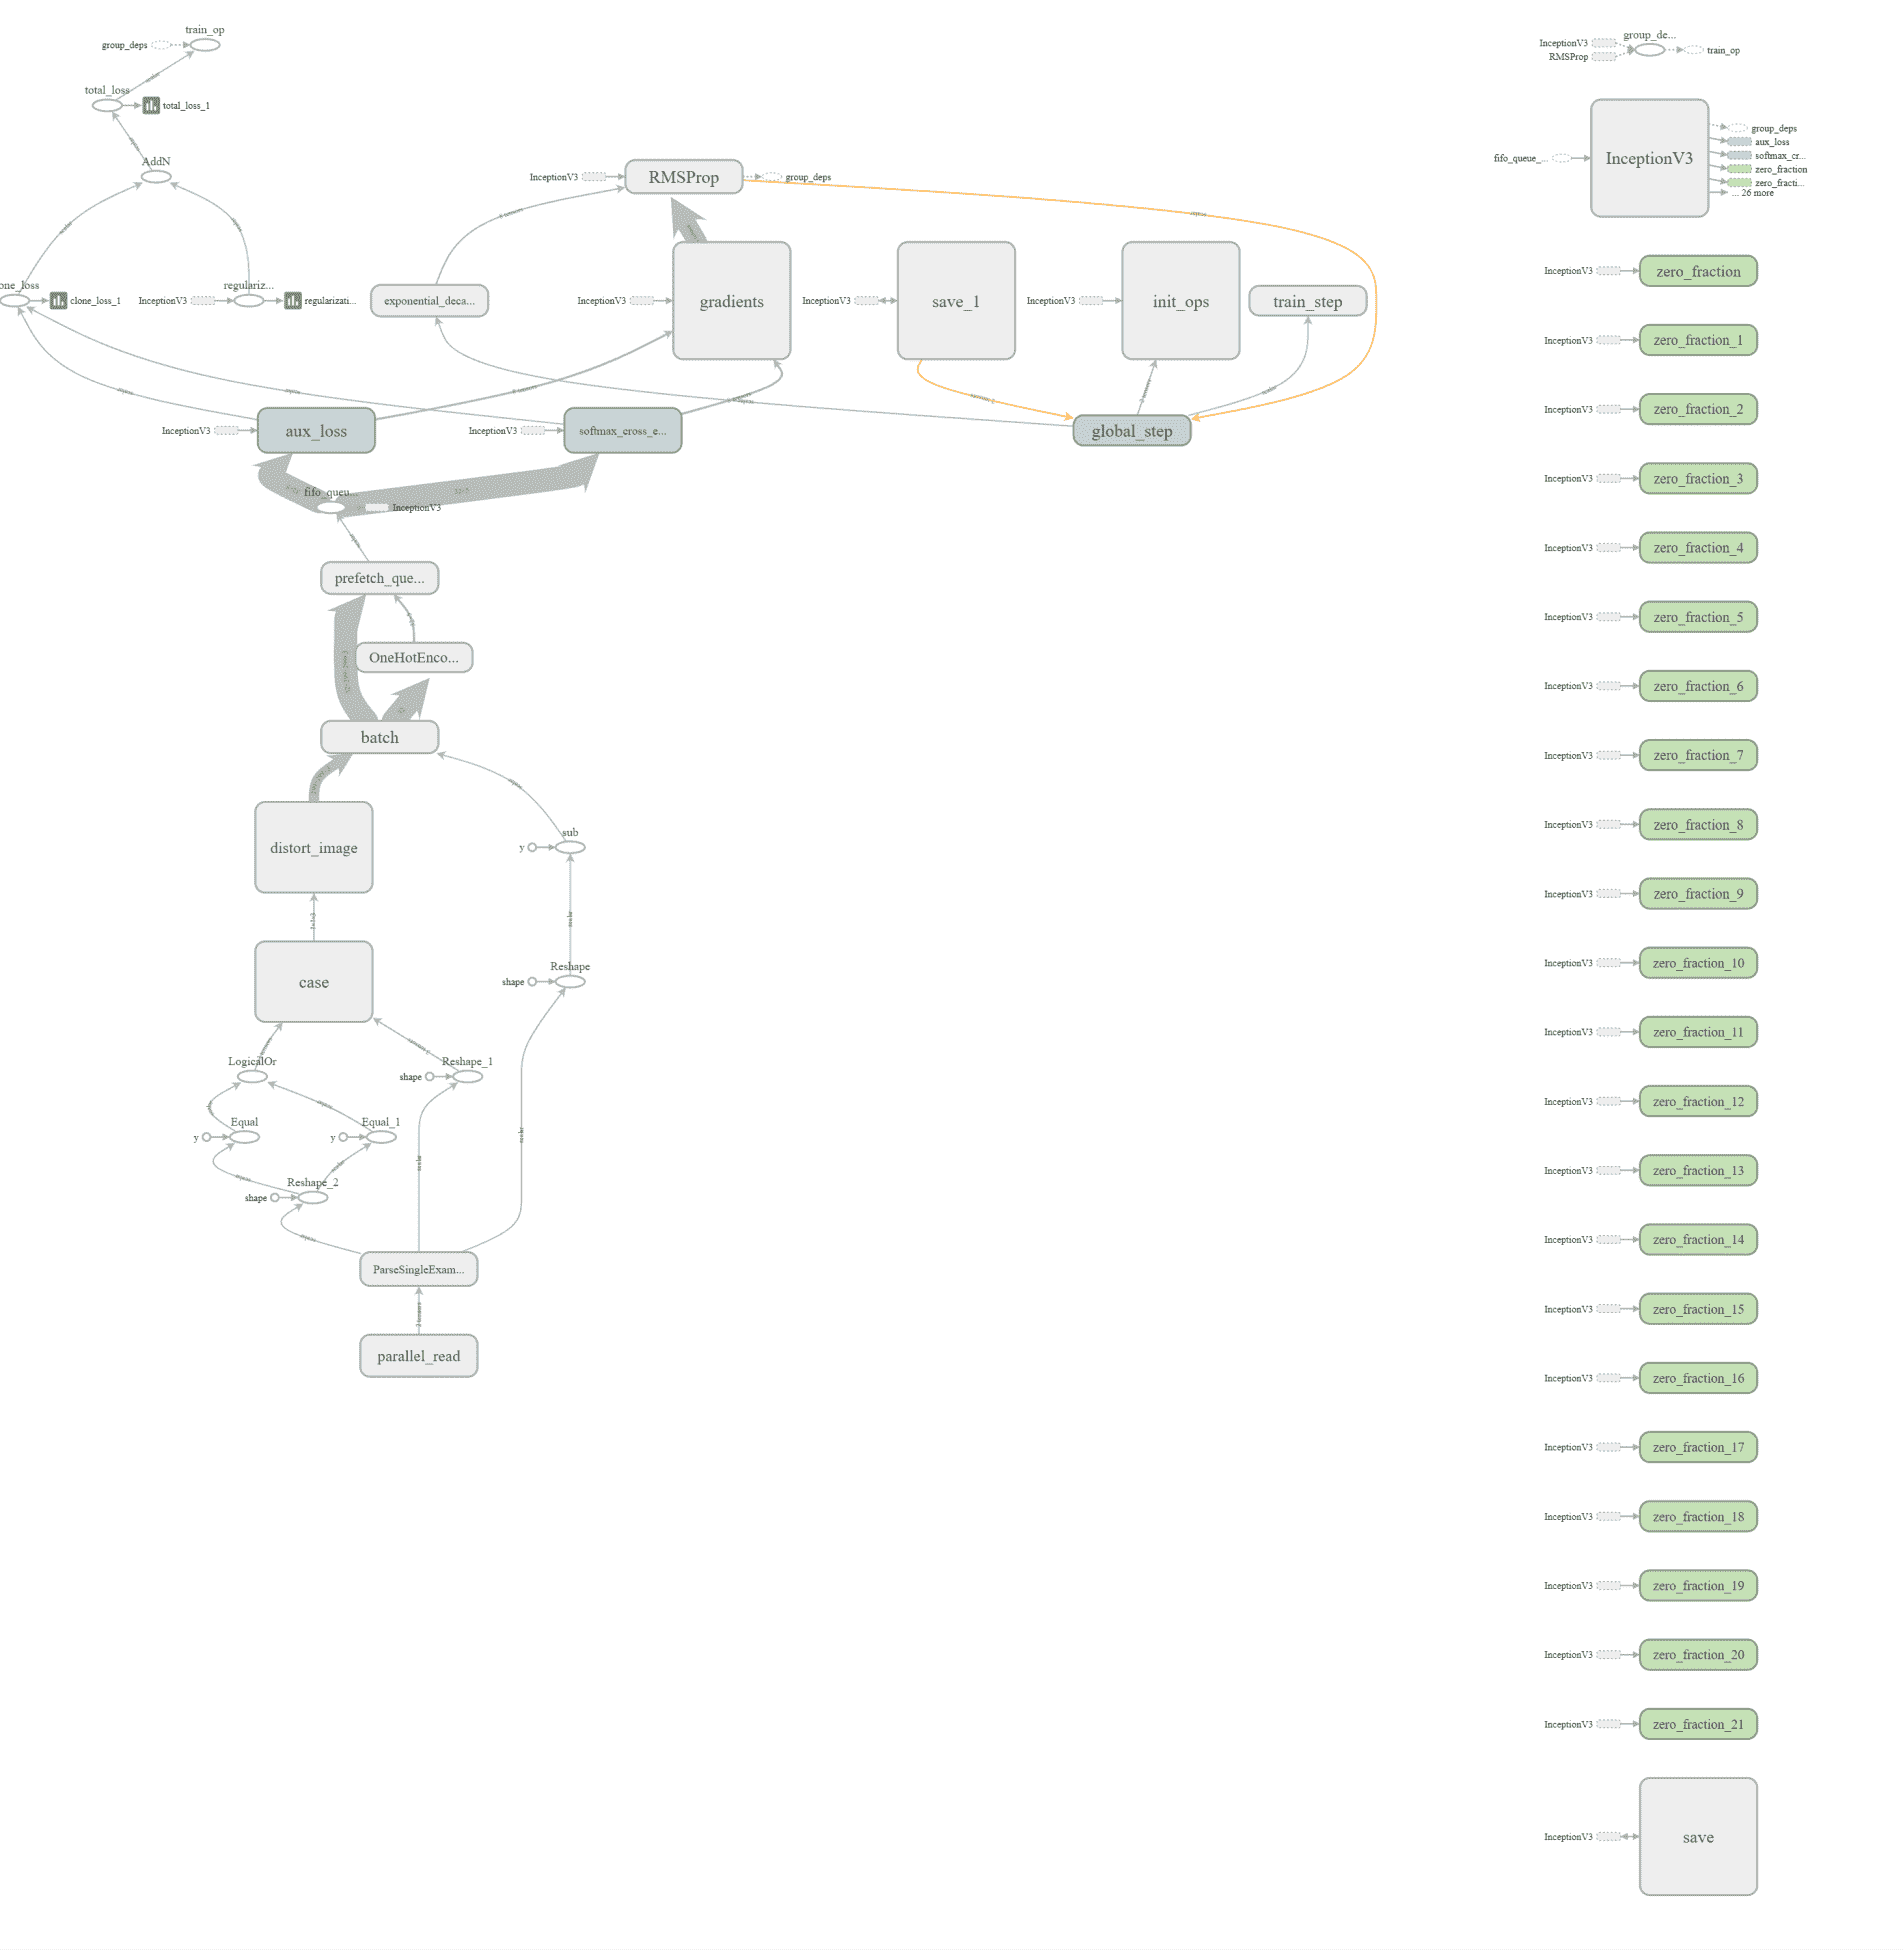 train_op
group_deps
total_loss
total_loss_1
AddN
one_loss
clone_loss_1
InceptionV3
regulariz...
regularizati...
InceptionV3
RMSProp
group_deps
exponential_deca...
InceptionV3
gradients
InceptionV3
save_1
InceptionV3
init_ops
train_step
InceptionV3
aux_loss
InceptionV3
softmax_cross_e...
global_step
fifo_queu...
InceptionV3
prefetch_que...
OneHotEnco...
batch
distort_image
sub
y
case
Reshape
shape
LogicalOr
Reshape_1
shape
Equal
y
Equal_1
y
Reshape_2
shape
ParseSingleExam...
parallel_read
InceptionV3
RMSProp
group_de...
train_op
fifo_queue_...
InceptionV3
group_deps
aux_loss
softmax_cr...
zero_fraction
zero_fracti...
... 26 more
InceptionV3 zero_fraction
InceptionV3 zero_fraction_1
InceptionV3 zero_fraction_2
InceptionV3 zero_fraction_3
InceptionV3 zero_fraction_4
InceptionV3 zero_fraction_5
InceptionV3 zero_fraction_6
InceptionV3 zero_fraction_7
InceptionV3 zero_fraction_8
InceptionV3 zero_fraction_9
InceptionV3 zero_fraction_10
InceptionV3 zero_fraction_11
InceptionV3 zero_fraction_12
InceptionV3 zero_fraction_13
InceptionV3 zero_fraction_14
InceptionV3 zero_fraction_15
InceptionV3 zero_fraction_16
InceptionV3 zero_fraction_17
InceptionV3 zero_fraction_18
InceptionV3 zero_fraction_19
InceptionV3 zero_fraction_20
InceptionV3 zero_fraction_21
InceptionV3 save